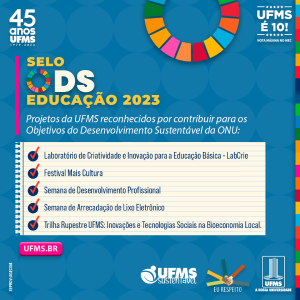 45
anos
UFMS
UFMS
É 10!
NOTA MÁXIMA NO MEC
SELO
ODS
EDUCAÇÃO 2023
Projetos da UFMS reconhecidos por contribuir para os
Objetivos do Desenvolvimento Sustentável da ONU:
Laboratório de Criatividade e Inovação para a Educação Básica - LabCrie
Festival Mais Cultura
Semana de Desenvolvimento Profissional
Semana de Arrecadação de Lixo Eletrônico
Trilha Rupestre UFMS: Inovações e Tecnologias Sociais na Bioeconomia Local.
UFMS.BR
UFMS
sustentável
EU RESPEITO
UFMS
A NOSSA UNIVERSIDADE